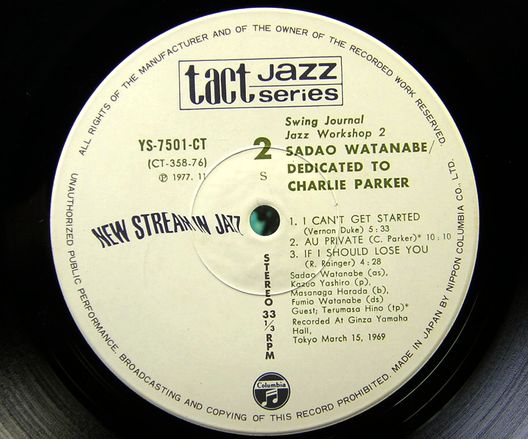 ALL RIGHTS OF THE MANUFACTURER AND OF THE OWNER OF THE RECORDED WORK RESERVED.
tact JAZZ series
Swing Journal
Jazz Workshop 2
YS-7501-CT
(CT-358-76)
℗ 1977. 11
2
S
SADAO WATANABE/
DEDICATED TO
CHARLIE PARKER
NEW STREAM IN JAZZ
1. I CAN'T GET STARTED
(Vernon Duke) 5:33
2. AU PRIVATE (C. Parker)* 10:10
3. IF I SHOULD LOSE YOU
(R. Rainger) 4:28
Sadao Watanabe (as),
Kazuo Yashiro (p),
Masanaga Harada (b),
Fumio Watanabe (ds)
Guest; Terumasa Hino (tp)*
Recorded At Ginza Yamaha
Hall,
Tokyo March 15, 1969
STEREO 33 1/3 RPM
Columbia
UNAUTHORIZED PUBLIC PERFORMANCE, BROADCASTING AND COPYING OF THIS RECORD PROHIBITED. MADE IN JAPAN BY NIPPON COLUMBIA CO., LTD.